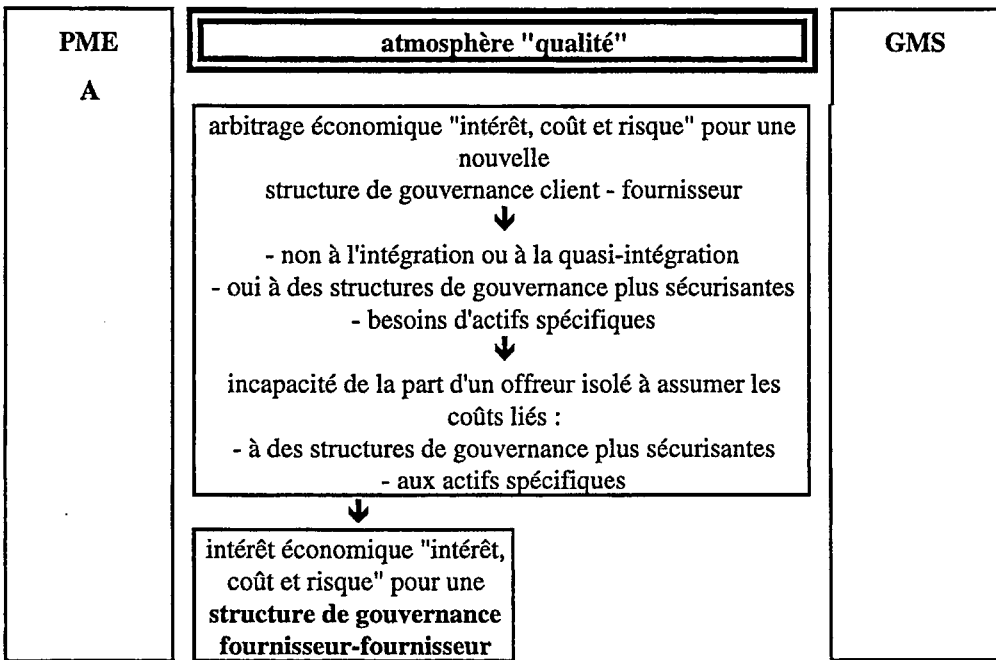 PME
A
atmosphère "qualité"
GMS
arbitrage économique "intérêt, coût et risque" pour une
nouvelle
structure de gouvernance client - fournisseur
- non à l'intégration ou à la quasi-intégration
- oui à des structures de gouvernance plus sécurisantes
- besoins d'actifs spécifiques
incapacité de la part d'un offreur isolé à assumer les
coûts liés :
- à des structures de gouvernance plus sécurisantes
- aux actifs spécifiques
intérêt économique "intérêt,
coût et risque" pour une
structure de gouvernance
fournisseur-fournisseur